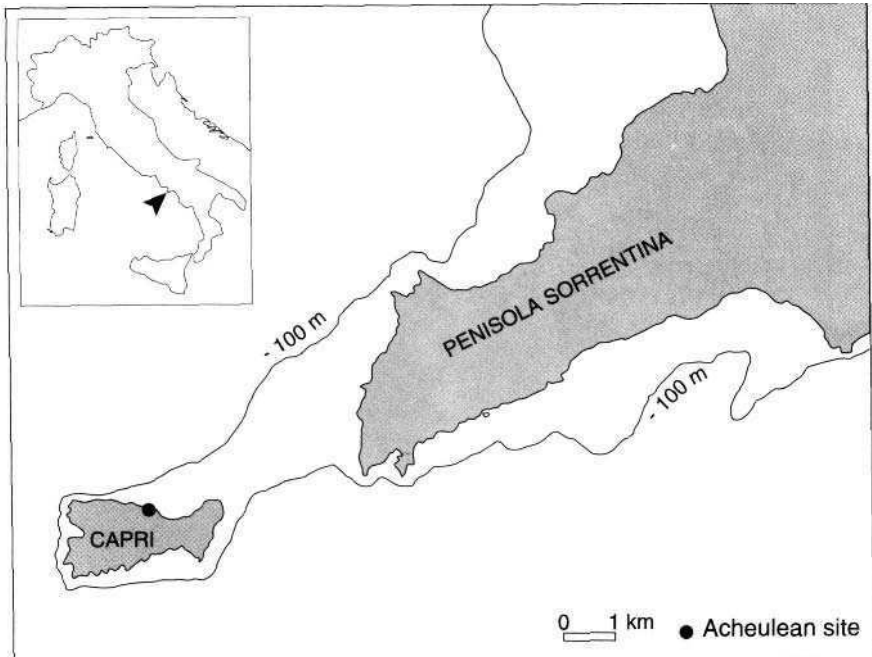 - 100 m
PENISOLA SORRENTINA
- 100 m
CAPRI
0 1 km
Acheulean site